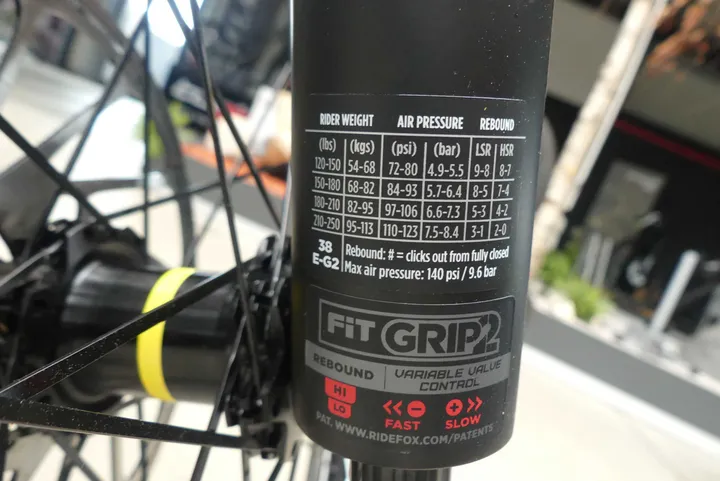 RIDER WEIGHT AIR PRESSURE REBOUND
(lbs) (kgs) (psi) (bar) LSR HSR
120-150 54-68 72-80 4.9-5.5 9-8 8-7
150-180 68-82 84-93 5.7-6.4 8-5 7-4
180-210 82-95 97-106 6.6-7.3 5-3 4-2
210-250 95-113 110-123 7.5-8.4 3-1 2-0
38 E-G2
Rebound: # = clicks out from fully closed
Max air pressure: 140 psi / 9.6 bar
FiT GRIP2
REBOUND VARIABLE VALVE CONTROL
HI
LO
FAST SLOW
PAT. WWW.RIDEFOX.COM/PATENTS